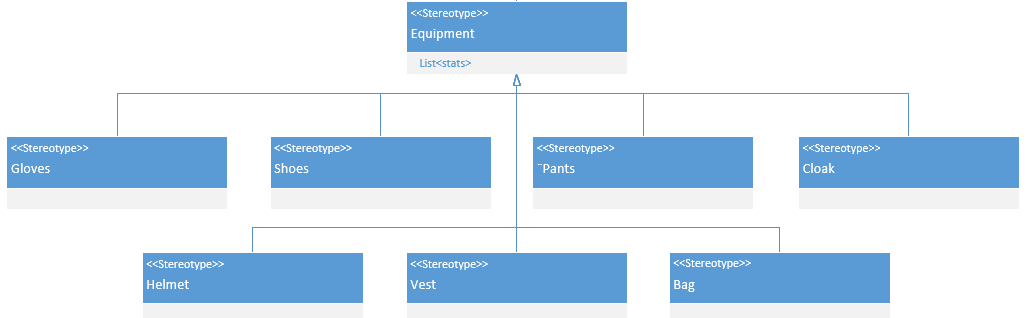 <<Stereotype>>
Equipment
List<stats>
<<Stereotype>>
Gloves
<<Stereotype>>
Shoes
<<Stereotype>>
¨Pants
<<Stereotype>>
Cloak
<<Stereotype>>
Helmet
<<Stereotype>>
Vest
<<Stereotype>>
Bag